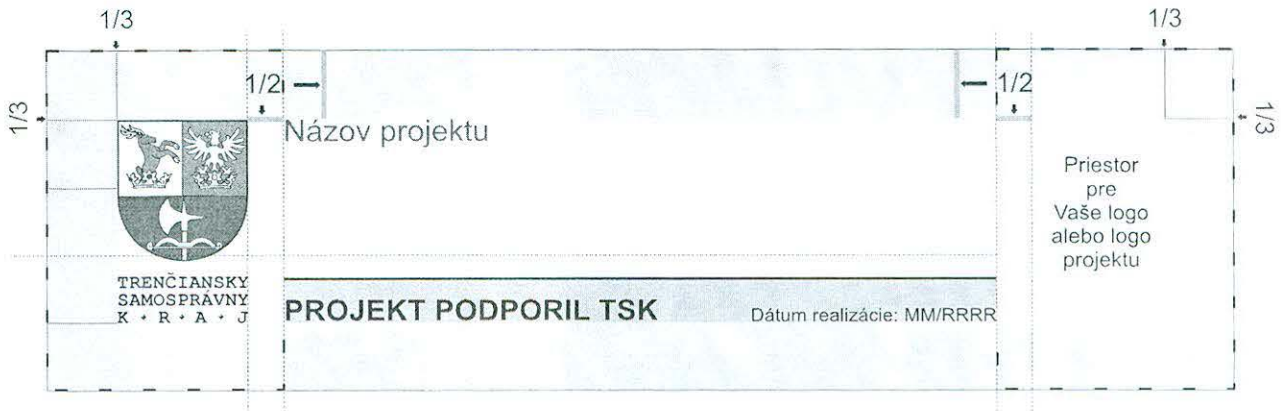 1/3
1/3
1/2
1/2
1/3
1/3
Názov projektu
Priestor
pre
Vaše logo
alebo logo
projektu
TRENČIANSKY
SAMOSPRÁVNY
K · R · A · J
PROJEKT PODPORIL TSK
Dátum realizácie: MM/RRRR